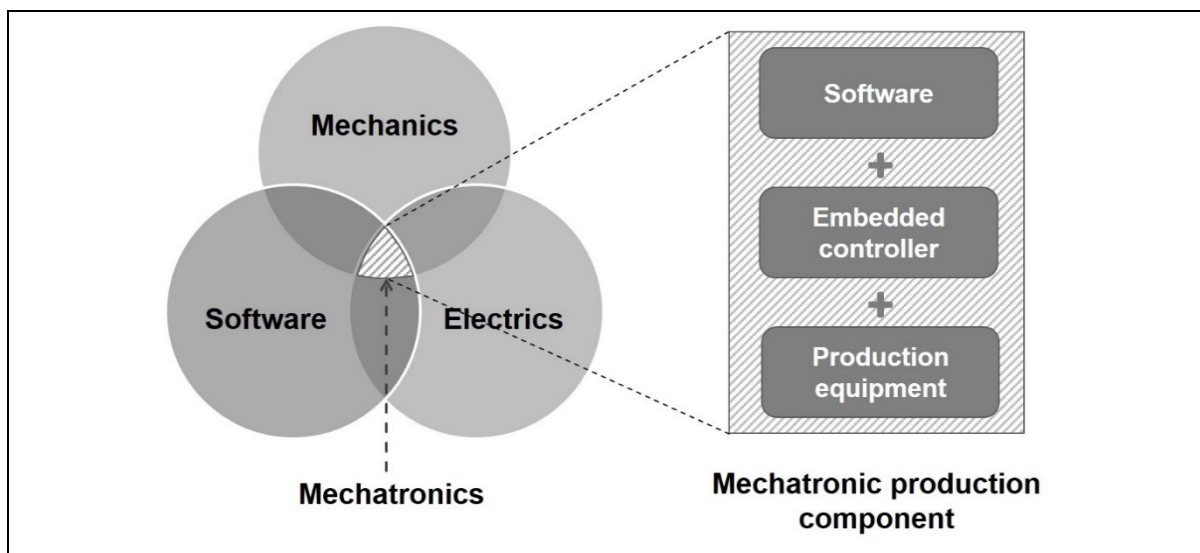 Mechanics
Software
Electrics
Mechatronics
Software
+
Embedded
controller
+
Production
equipment
Mechatronic production
component